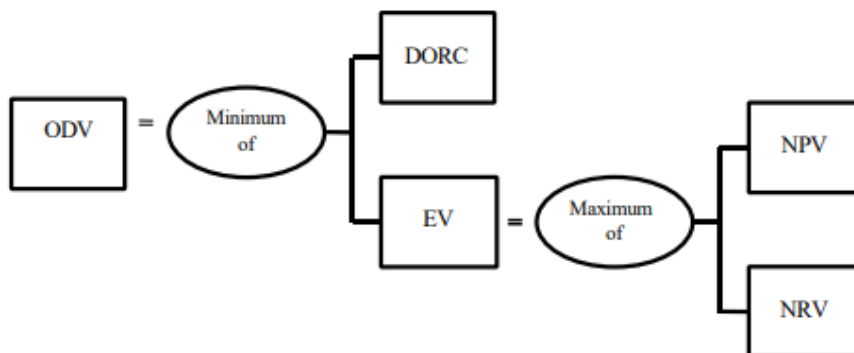 DORC
ODV = Minimum of
EV = Maximum of
NPV
NRV